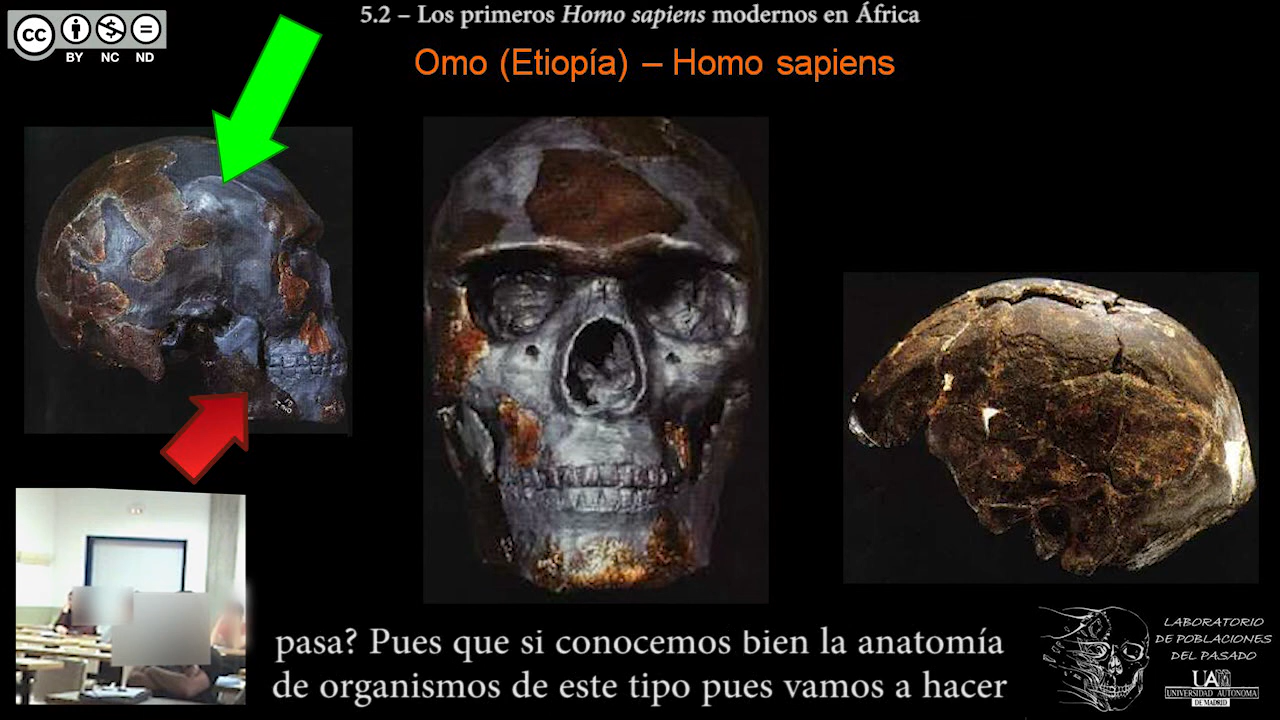 5.2 – Los primeros Homo sapiens modernos en África
cc
BY NC ND
Omo (Etiopía) – Homo sapiens
pasa? Pues que si conocemos bien la anatomía
de organismos de este tipo pues vamos a hacer
LABORATORIO
DE POBLACIONES
DEL PASADO
UAM
UNIVERSIDAD AUTONOMA
DE MADRID